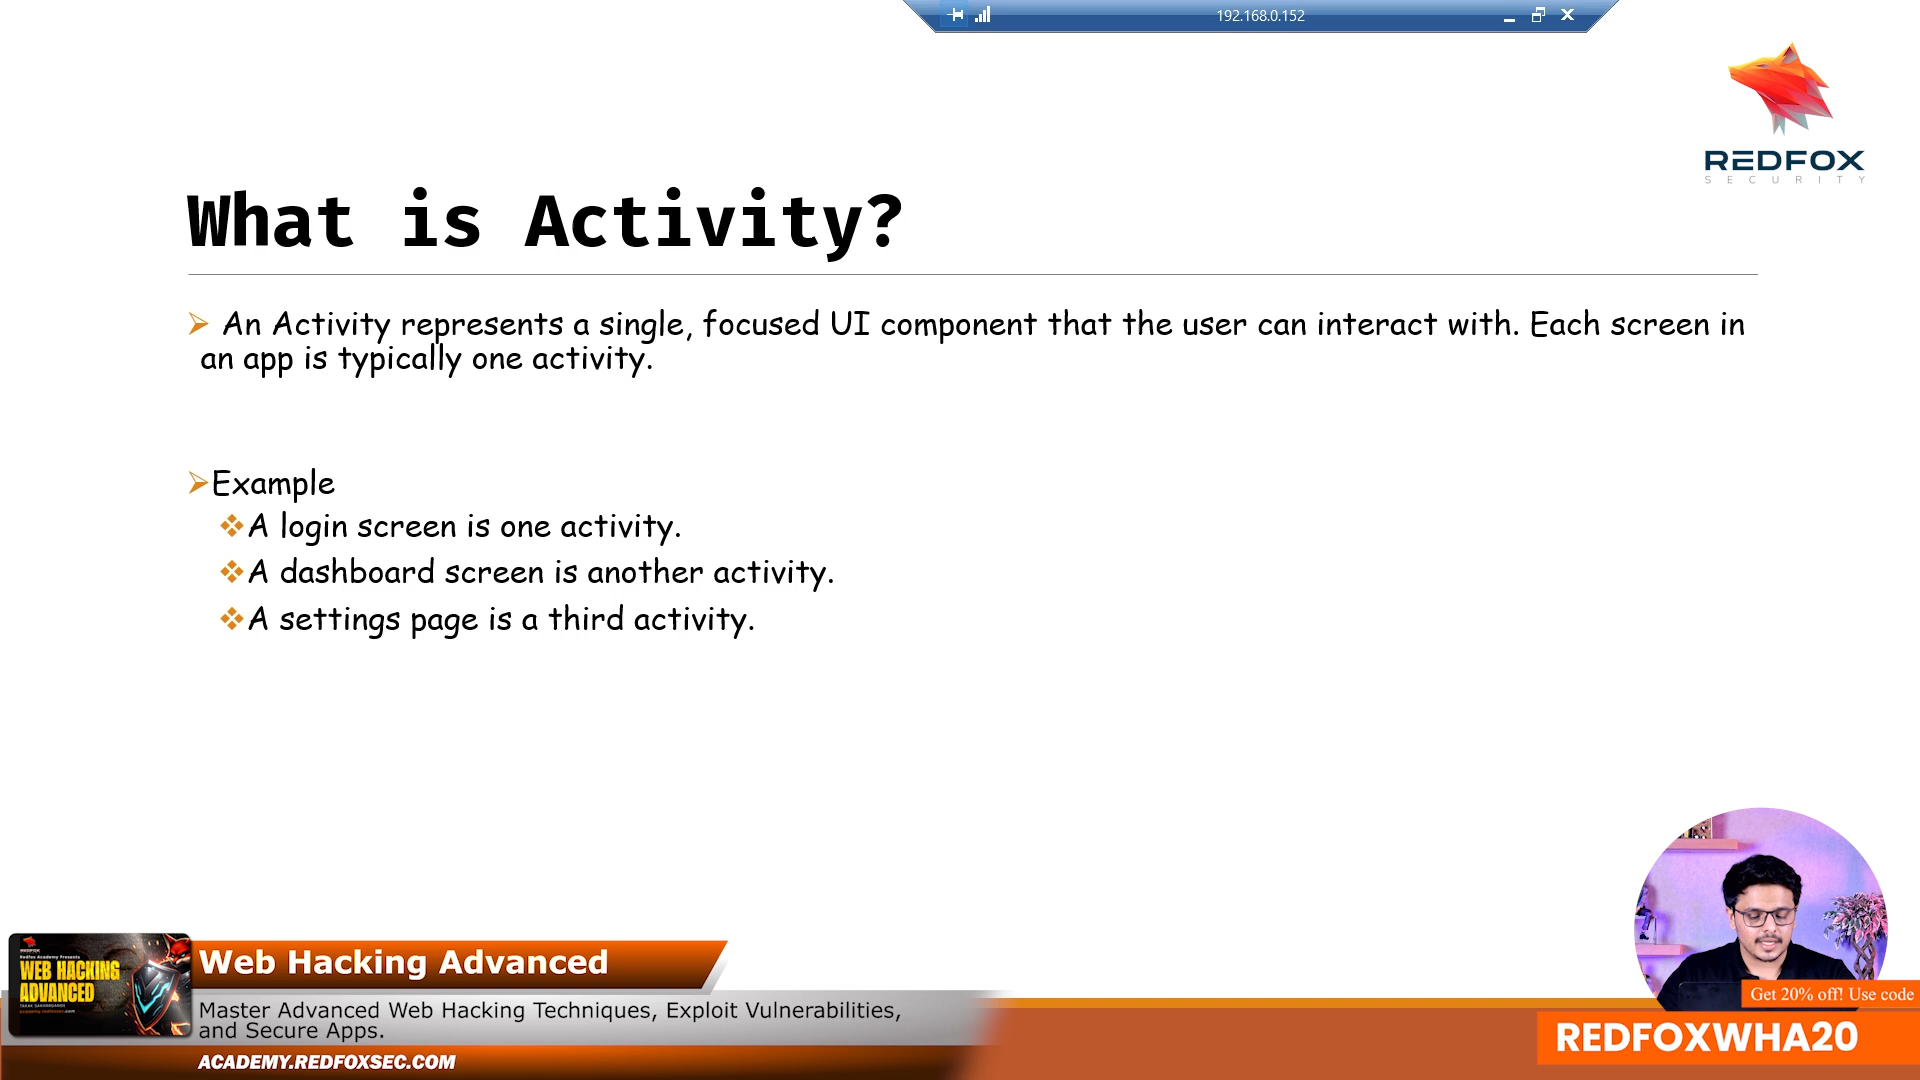 192.168.0.152
REDFOX
SECURITY
What is Activity?
An Activity represents a single, focused UI component that the user can interact with. Each screen in
an app is typically one activity.
Example
A login screen is one activity.
A dashboard screen is another activity.
A settings page is a third activity.
WEB HACKING
ADVANCED
Web Hacking Advanced
Master Advanced Web Hacking Techniques, Exploit Vulnerabilities,
and Secure Apps.
ACADEMY.REDFOXSEC.COM
Get 20% off! Use code
REDFOXWHA20